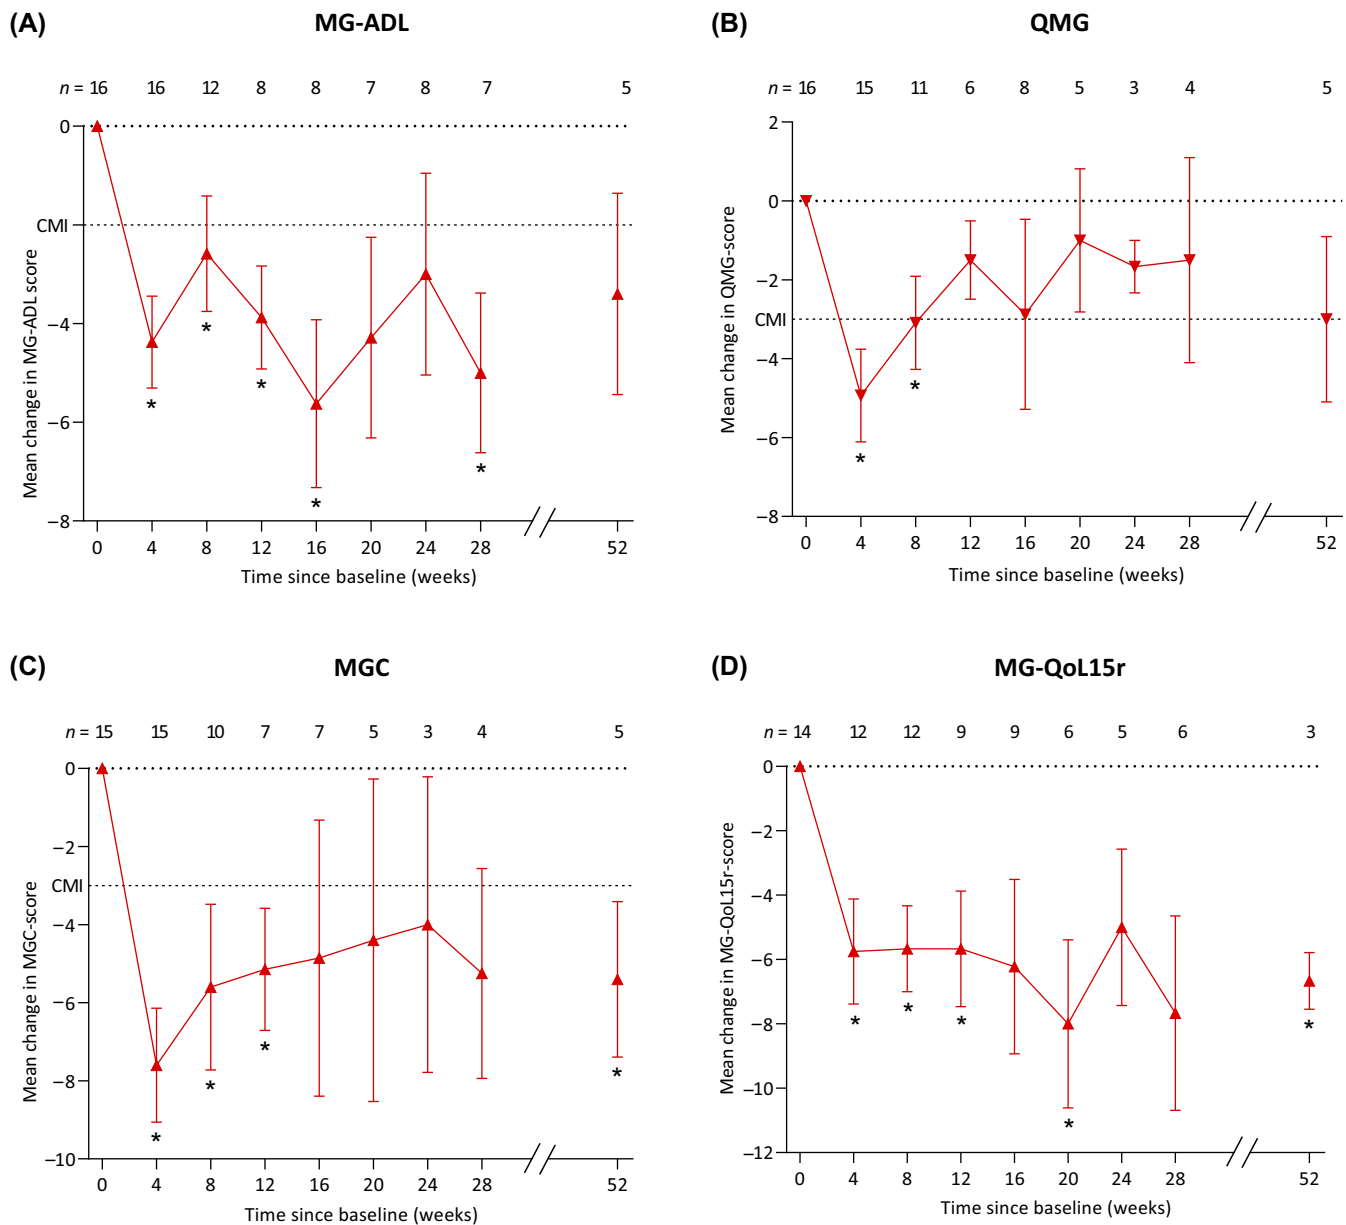 (A)
MG-ADL
n = 16 16 12 8 8 7 8 7 5
0
CMI
−4
−6
−8
Mean change in MG-ADL score
* * * * *
0 4 8 12 16 20 24 28 52
Time since baseline (weeks)
(B)
QMG
n = 16 15 11 6 8 5 3 4 5
2
0
−2
CMI
−4
−6
−8
Mean change in QMG-score
* *
0 4 8 12 16 20 24 28 52
Time since baseline (weeks)
(C)
MGC
n = 15 15 10 7 7 5 3 4 5
0
−2
CMI
−4
−6
−8
−10
Mean change in MGC-score
* * * *
0 4 8 12 16 20 24 28 52
Time since baseline (weeks)
(D)
MG-QoL15r
n = 14 12 12 9 9 6 5 6 3
0
−2
−4
−6
−8
−10
−12
Mean change in MG-QoL15r-score
* * * * *
0 4 8 12 16 20 24 28 52
Time since baseline (weeks)